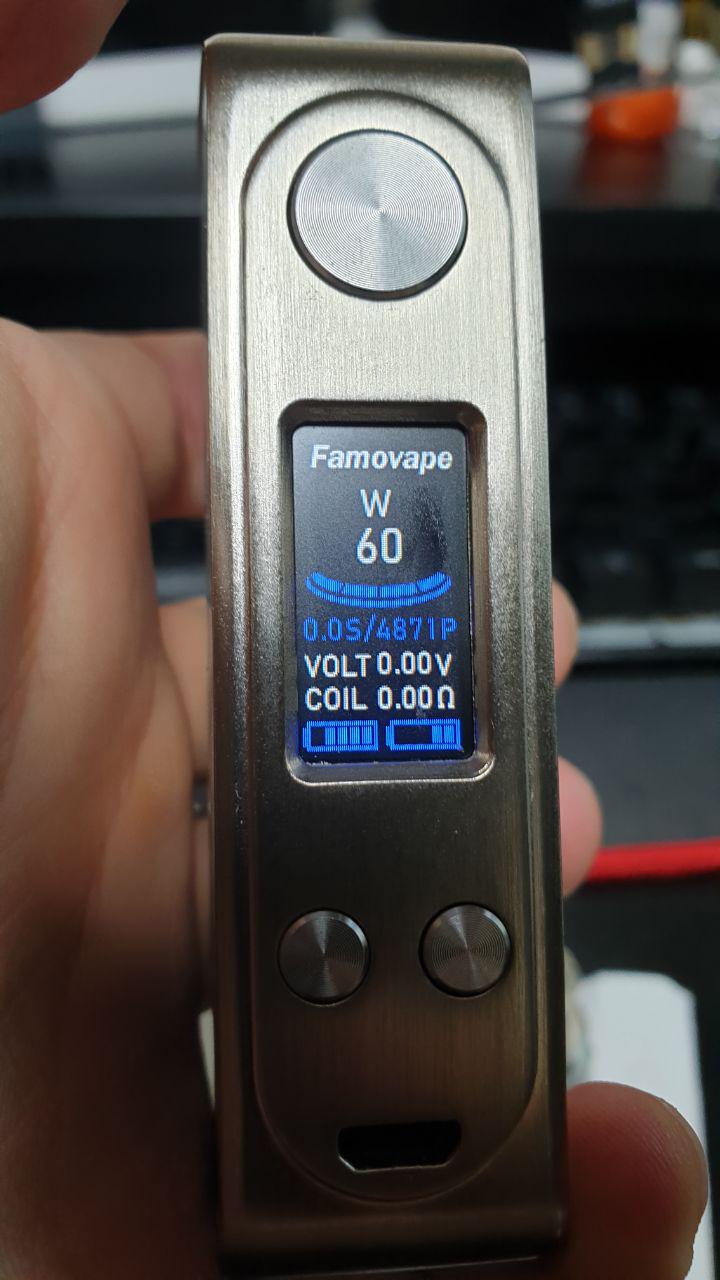 Famovape
W
60
0.0S/4871P
VOLT 0.00V
COIL 0.00Ω